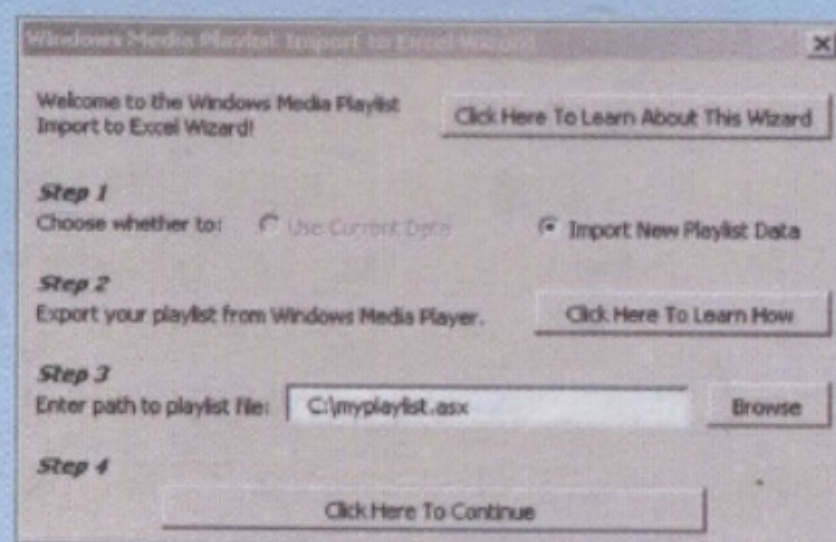 Windows Media Playlist Import to Excel Wizard
Welcome to the Windows Media Playlist
Import to Excel Wizard!
Click Here To Learn About This Wizard
Step 1
Choose whether to:
Use Current Data
Import New Playlist Data
Step 2
Export your playlist from Windows Media Player.
Click Here To Learn How
Step 3
Enter path to playlist file:
C:\myplaylist.asx
Browse
Step 4
Click Here To Continue